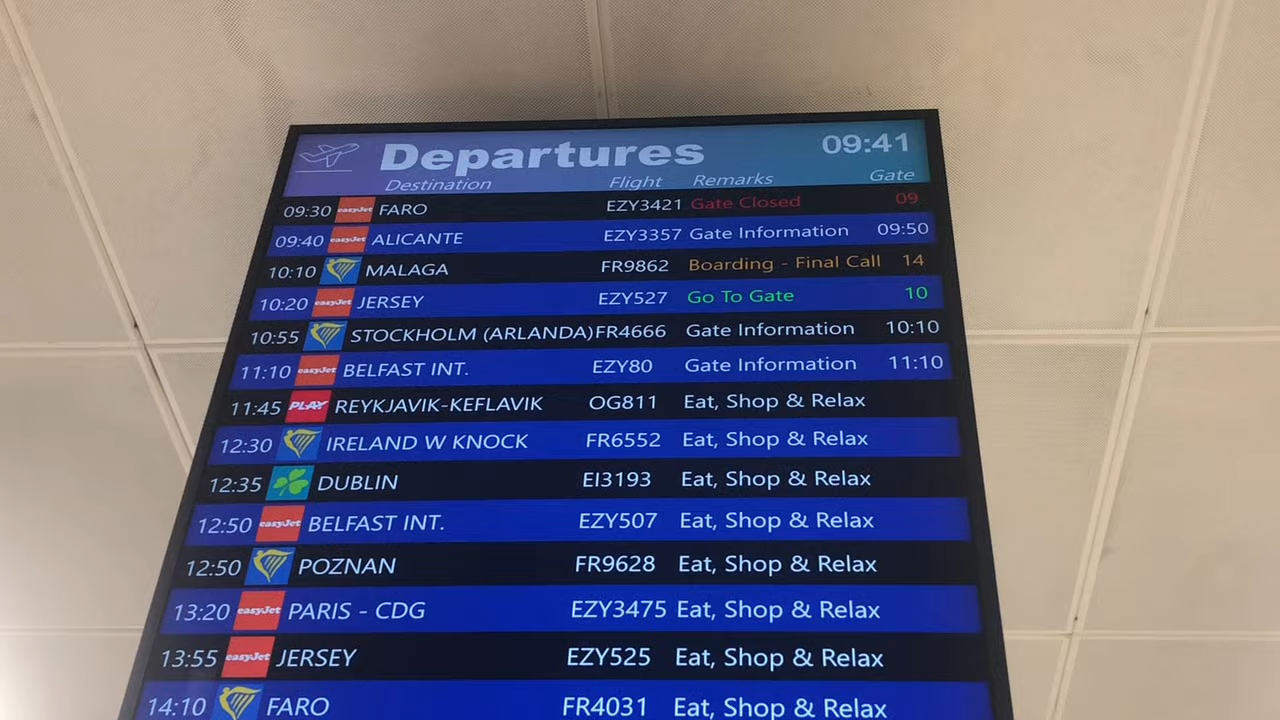 Departures 09:41
Destination Flight Remarks Gate
09:30 easyJet FARO EZY3421 Gate Closed 09
09:40 easyJet ALICANTE EZY3357 Gate Information 09:50
10:10 MALAGA FR9862 Boarding - Final Call 14
10:20 easyJet JERSEY EZY527 Go To Gate 10
10:55 STOCKHOLM (ARLANDA) FR4666 Gate Information 10:10
11:10 easyJet BELFAST INT. EZY80 Gate Information 11:10
11:45 PLAY REYKJAVIK-KEFLAVIK OG811 Eat, Shop & Relax
12:30 IRELAND W KNOCK FR6552 Eat, Shop & Relax
12:35 DUBLIN EI3193 Eat, Shop & Relax
12:50 easyJet BELFAST INT. EZY507 Eat, Shop & Relax
12:50 POZNAN FR9628 Eat, Shop & Relax
13:20 easyJet PARIS - CDG EZY3475 Eat, Shop & Relax
13:55 easyJet JERSEY EZY525 Eat, Shop & Relax
14:10 FARO FR4031 Eat, Shop & Relax